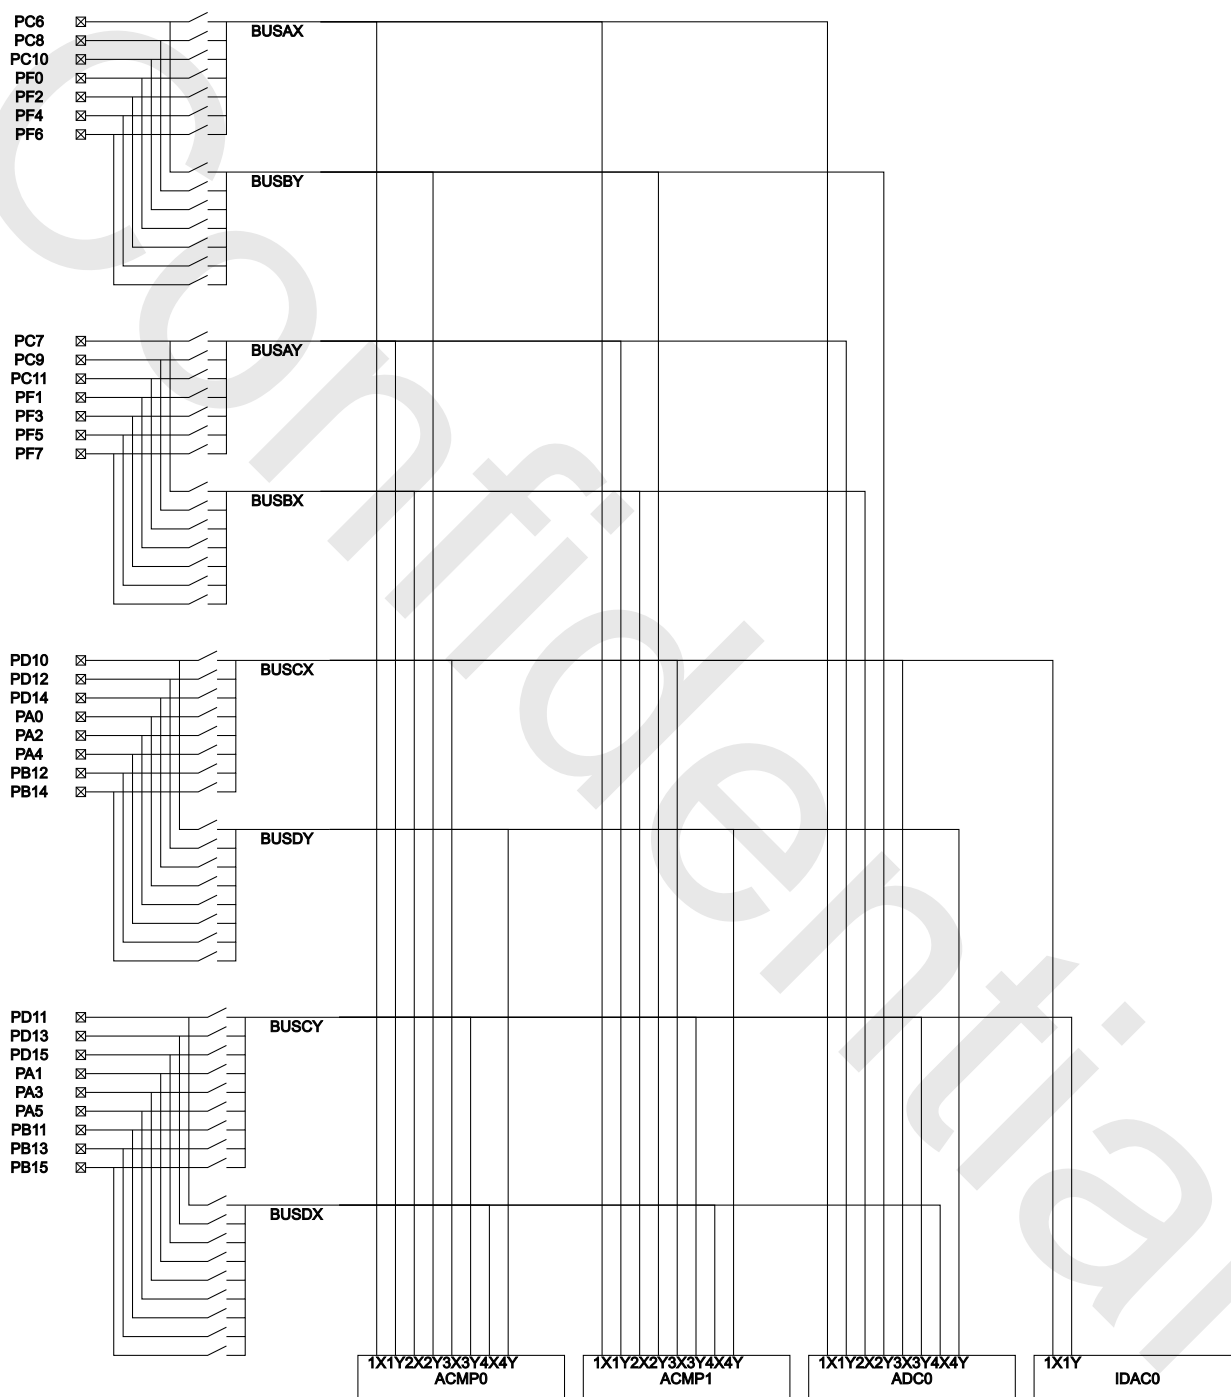 PC6
PC8
PC10
PF0
PF2
PF4
PF6
BUSAX
BUSBY
PC7
PC9
PC11
PF1
PF3
PF5
PF7
BUSAY
BUSBX
PD10
PD12
PD14
PA0
PA2
PA4
PB12
PB14
BUSCX
BUSDY
PD11
PD13
PD15
PA1
PA3
PA5
PB11
PB13
PB15
BUSCY
BUSDX
1X1Y2X2Y3X3Y4X4Y
ACMP0
1X1Y2X2Y3X3Y4X4Y
ACMP1
1X1Y2X2Y3X3Y4X4Y
ADC0
1X1Y
IDAC0
Confidential